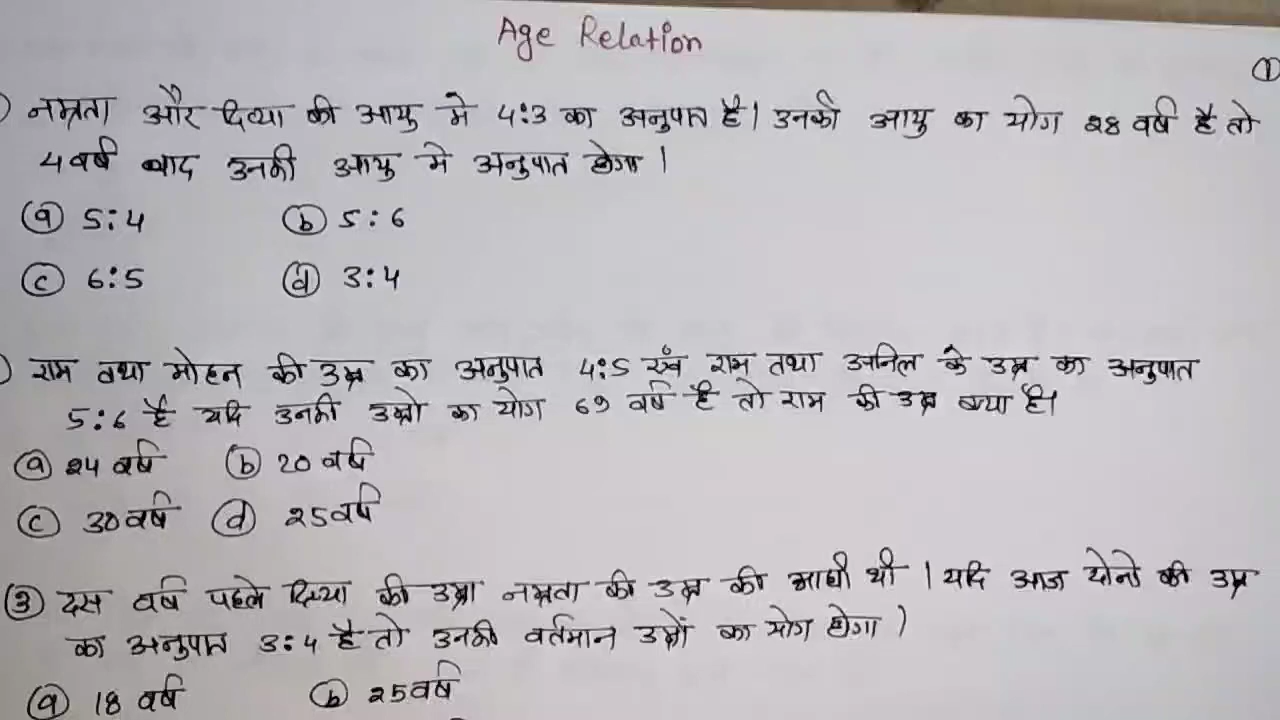 Age Relation
①
नम्रता और दिव्या की आयु मे 4:3 का अनुपात है। उनकी आयु का योग 28 वर्ष है तो
4 वर्ष बाद उनकी आयु मे अनुपात होगा।
ⓐ 5:4 ⓑ 5:6
ⓒ 6:5 ⓓ 3:4
राम तथा मोहन की उम्र का अनुपात 4:5 एवं राम तथा अनिल के उम्र का अनुपात
5:6 है यदि उनकी उम्रो का योग 69 वर्ष है तो राम की उम्र क्या है।
ⓐ 24 वर्ष ⓑ 20 वर्ष
ⓒ 30 वर्ष ⓓ 25 वर्ष
③ दस वर्ष पहले दिव्या की उम्र नम्रता की उम्र की आधी थी। यदि आज दोनो की उम्र
का अनुपात 3:4 है तो उनकी वर्तमान उम्रों का योग होगा)
ⓐ 18 वर्ष ⓑ 25 वर्ष